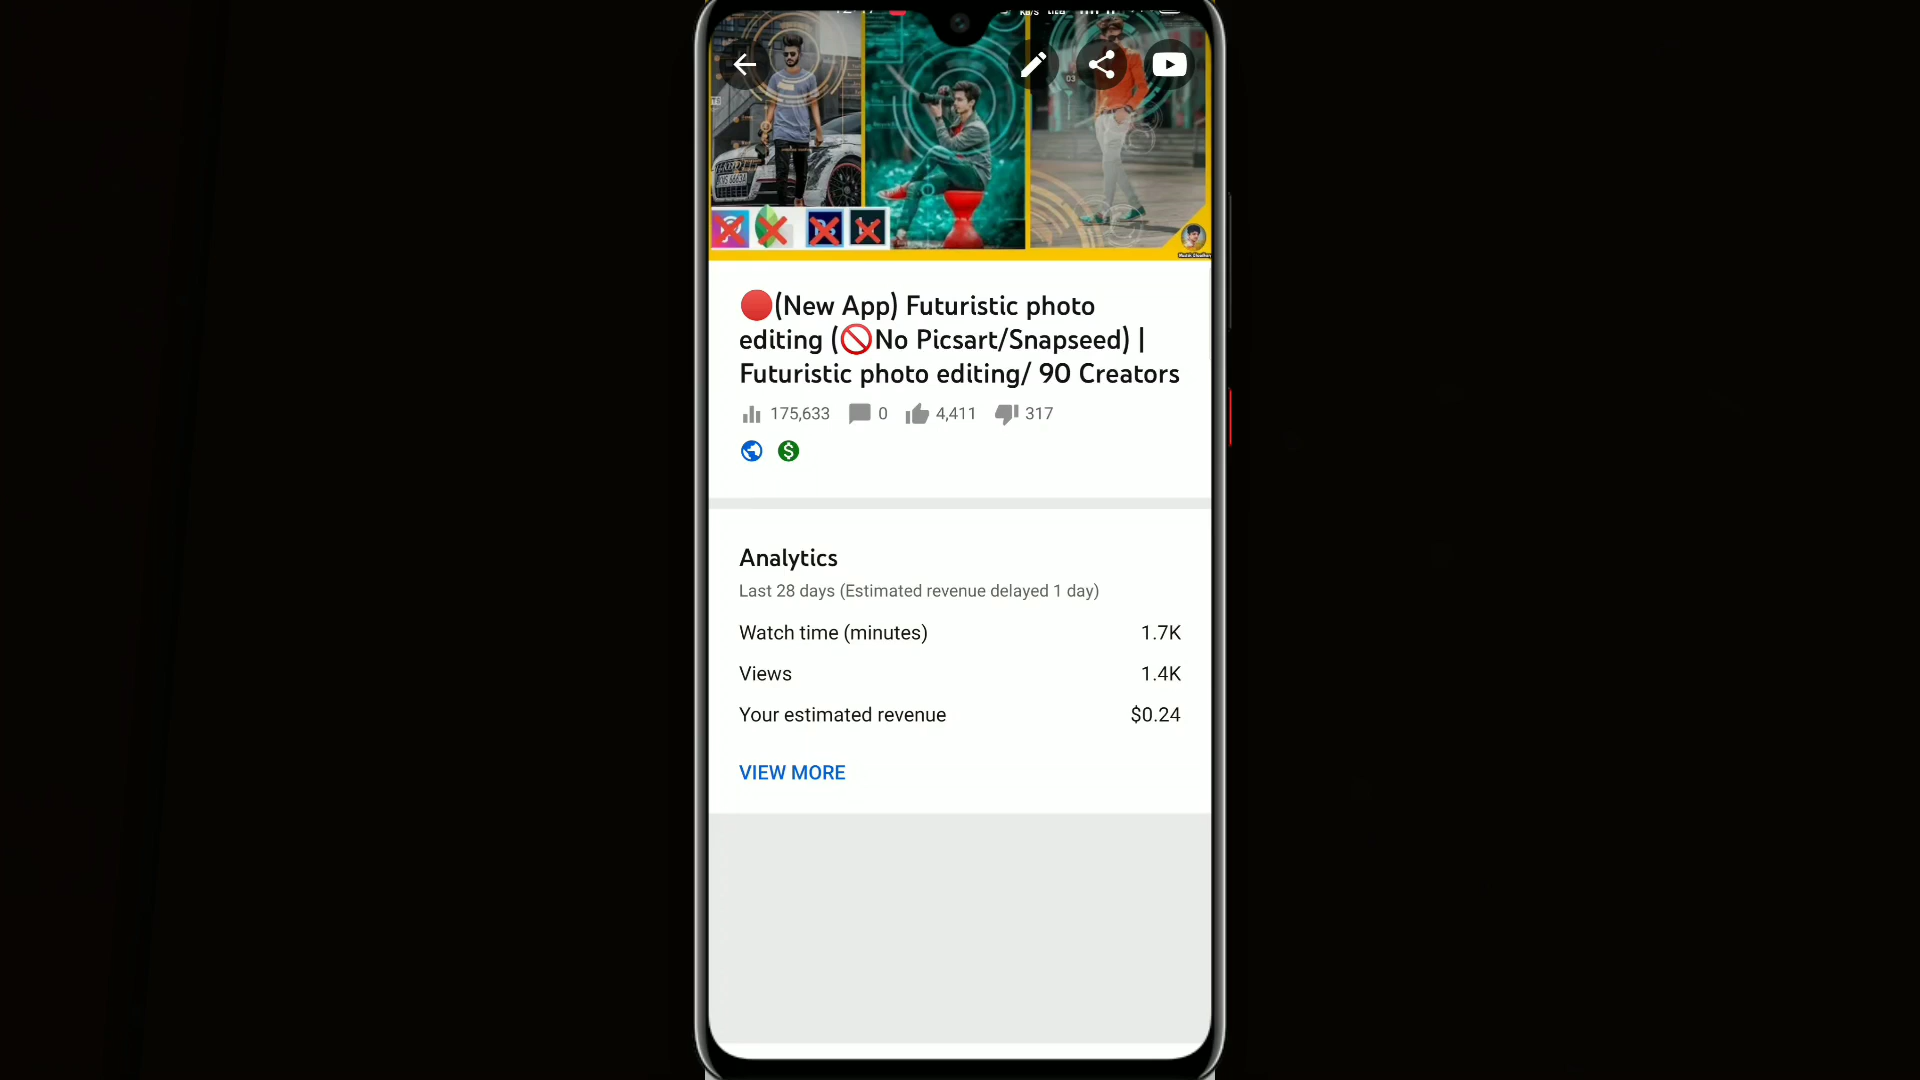 KB/S
03
🔴(New App) Futuristic photo
editing (🚫No Picsart/Snapseed) |
Futuristic photo editing/ 90 Creators
175,633 0 4,411 317
Analytics
Last 28 days (Estimated revenue delayed 1 day)
Watch time (minutes) 1.7K
Views 1.4K
Your estimated revenue $0.24
VIEW MORE